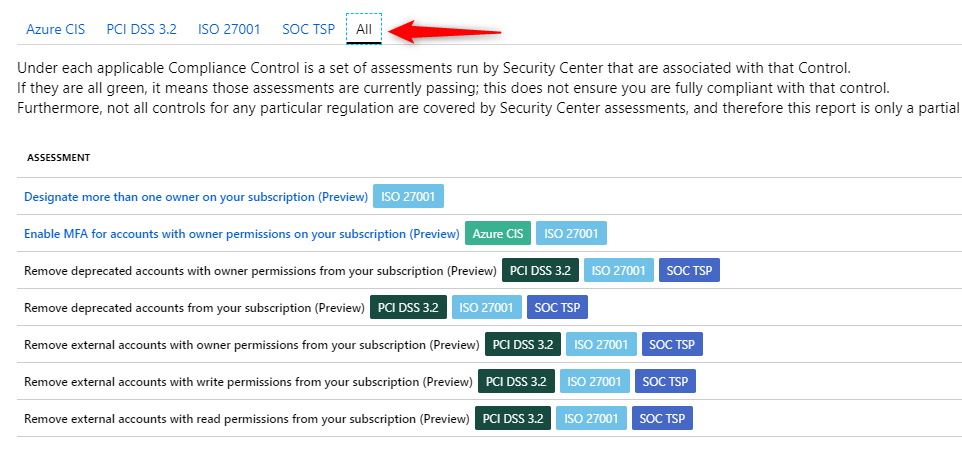 Azure CIS PCI DSS 3.2 ISO 27001 SOC TSP All
Under each applicable Compliance Control is a set of assessments run by Security Center that are associated with that Control.
If they are all green, it means those assessments are currently passing; this does not ensure you are fully compliant with that control.
Furthermore, not all controls for any particular regulation are covered by Security Center assessments, and therefore this report is only a partial
ASSESSMENT
Designate more than one owner on your subscription (Preview) ISO 27001
Enable MFA for accounts with owner permissions on your subscription (Preview) Azure CIS ISO 27001
Remove deprecated accounts with owner permissions from your subscription (Preview) PCI DSS 3.2 ISO 27001 SOC TSP
Remove deprecated accounts from your subscription (Preview) PCI DSS 3.2 ISO 27001 SOC TSP
Remove external accounts with owner permissions from your subscription (Preview) PCI DSS 3.2 ISO 27001 SOC TSP
Remove external accounts with write permissions from your subscription (Preview) PCI DSS 3.2 ISO 27001 SOC TSP
Remove external accounts with read permissions from your subscription (Preview) PCI DSS 3.2 ISO 27001 SOC TSP